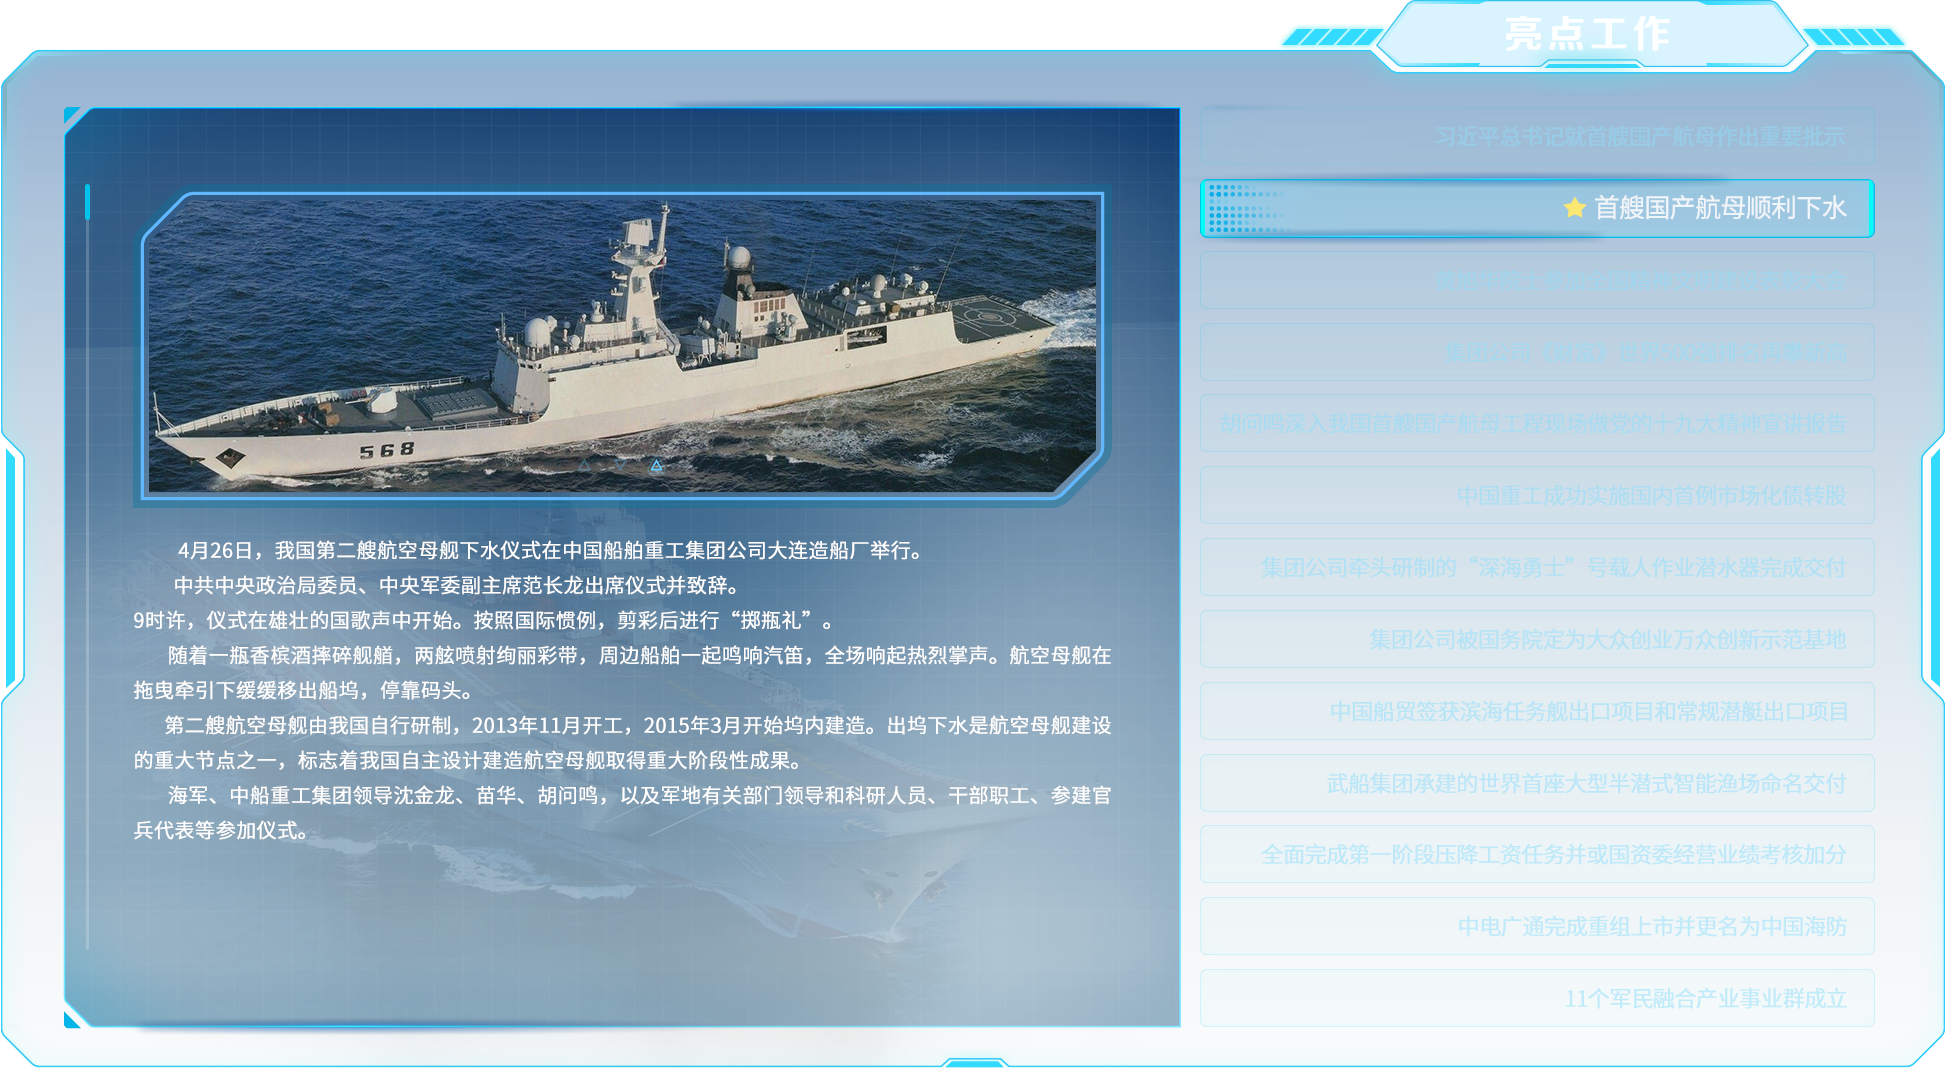 亮点工作
习近平总书记就首艘国产航母作出重要批示
首艘国产航母顺利下水
胡问鸣深入我国首艘国产航母工程现场做党的十九大精神宣讲报告
中国重工成功实施国内首例市场化债转股
集团公司牵头研制的“深海勇士”号载人作业潜水器完成交付
集团公司被国务院定为大众创业万众创新示范基地
中国船贸签获滨海任务舰出口项目和常规潜艇出口项目
武船集团承建的世界首座大型半潜式智能渔场命名交付
全面完成第一阶段压降工资任务并或国资委经营业绩考核加分
中电广通完成重组上市并更名为中国海防
11个军民融合产业事业群成立
568
4月26日，我国第二艘航空母舰下水仪式在中国船舶重工集团公司大连造船厂举行。
中共中央政治局委员、中央军委副主席范长龙出席仪式并致辞。
9时许，仪式在雄壮的国歌声中开始。按照国际惯例，剪彩后进行“掷瓶礼”。
随着一瓶香槟酒摔碎舰艏，两舷喷射绚丽彩带，周边船舶一起鸣响汽笛，全场响起热烈掌声。航空母舰在
拖曳牵引下缓缓移出船坞，停靠码头。
第二艘航空母舰由我国自行研制，2013年11月开工，2015年3月开始坞内建造。出坞下水是航空母舰建设
的重大节点之一，标志着我国自主设计建造航空母舰取得重大阶段性成果。
海军、中船重工集团领导沈金龙、苗华、胡问鸣，以及军地有关部门领导和科研人员、干部职工、参建官
兵代表等参加仪式。